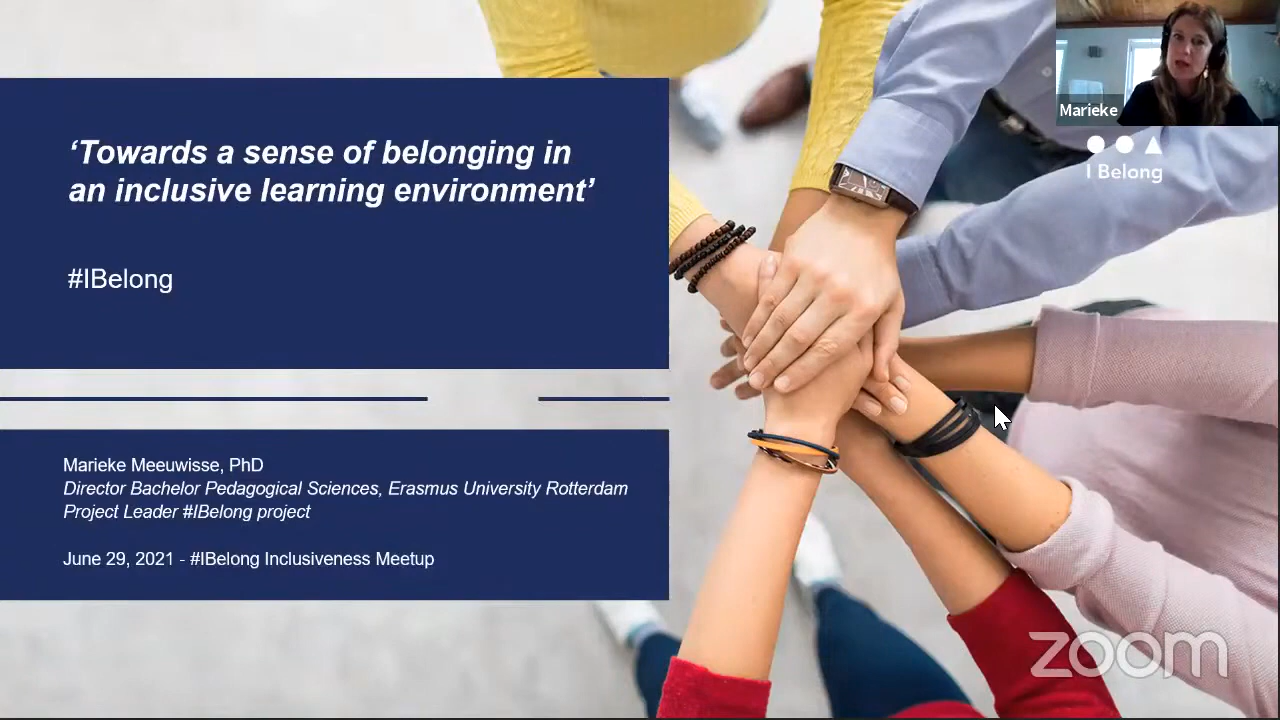 Marieke
I Belong
‘Towards a sense of belonging in
an inclusive learning environment’
#IBelong
Marieke Meeuwisse, PhD
Director Bachelor Pedagogical Sciences, Erasmus University Rotterdam
Project Leader #IBelong project
June 29, 2021 - #IBelong Inclusiveness Meetup
zoom